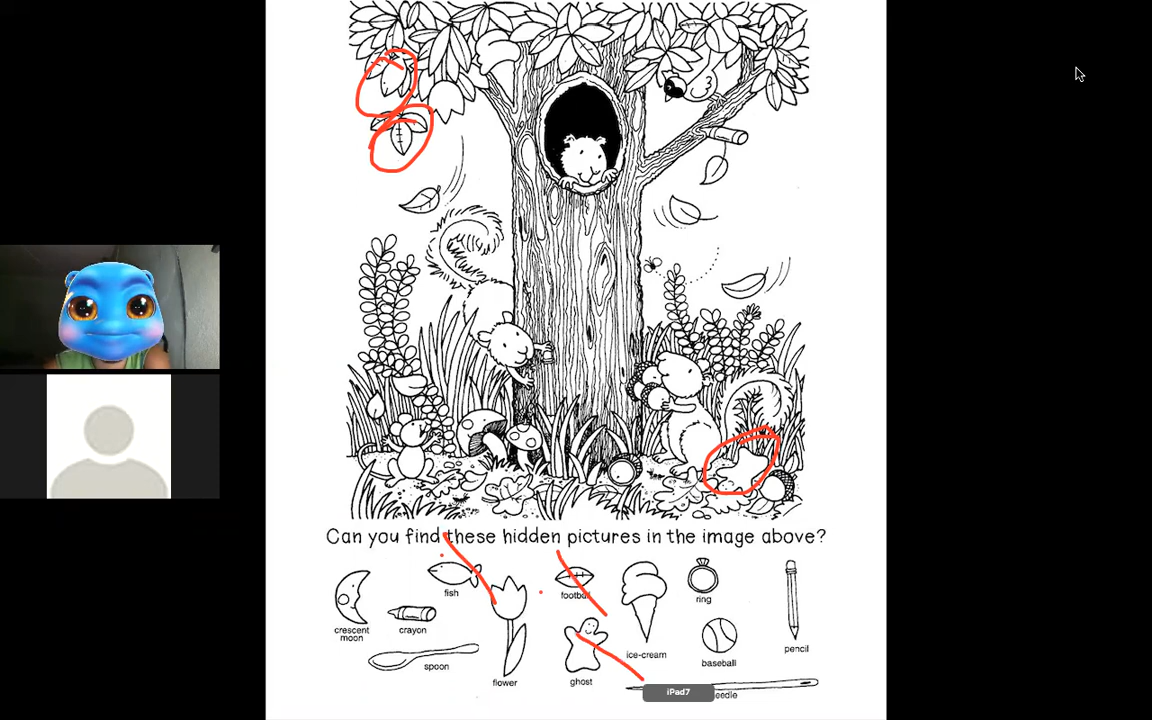 Can you find these hidden pictures in the image above?
fish
football
ring
crescent
moon
crayon
spoon
flower
ghost
ice-cream
baseball
pencil
iPad7